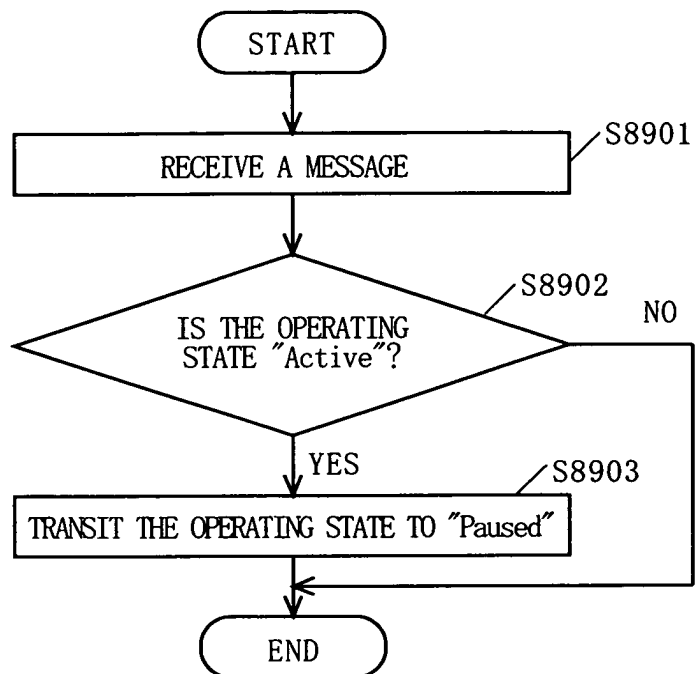 START
S8901
RECEIVE A MESSAGE
S8902
NO
IS THE OPERATING
STATE "Active"?
YES
S8903
TRANSIT THE OPERATING STATE TO "Paused"
END